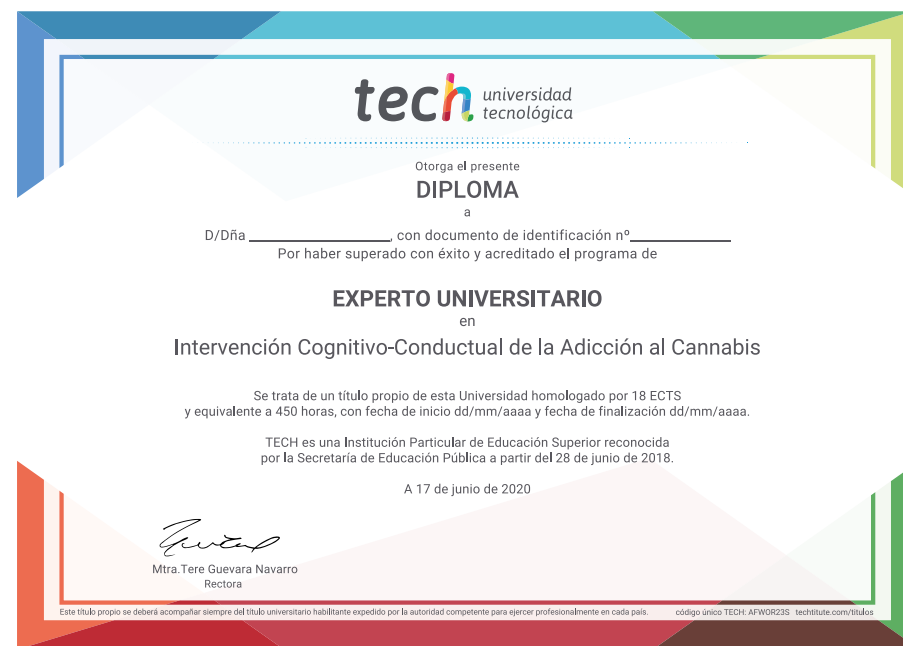 tech universidad
tecnológica
Otorga el presente
DIPLOMA
a
D/Dña ____________________, con documento de identificación nº______________
Por haber superado con éxito y acreditado el programa de
EXPERTO UNIVERSITARIO
en
Intervención Cognitivo-Conductual de la Adicción al Cannabis
Se trata de un título propio de esta Universidad homologado por 18 ECTS
y equivalente a 450 horas, con fecha de inicio dd/mm/aaaa y fecha de finalización dd/mm/aaaa.
TECH es una Institución Particular de Educación Superior reconocida
por la Secretaría de Educación Pública a partir del 28 de junio de 2018.
A 17 de junio de 2020
Mtra.Tere Guevara Navarro
Rectora
Este título propio se deberá acompañar siempre del título universitario habilitante expedido por la autoridad competente para ejercer profesionalmente en cada país. código único TECH: AFWOR23S techtitute.com/titulos